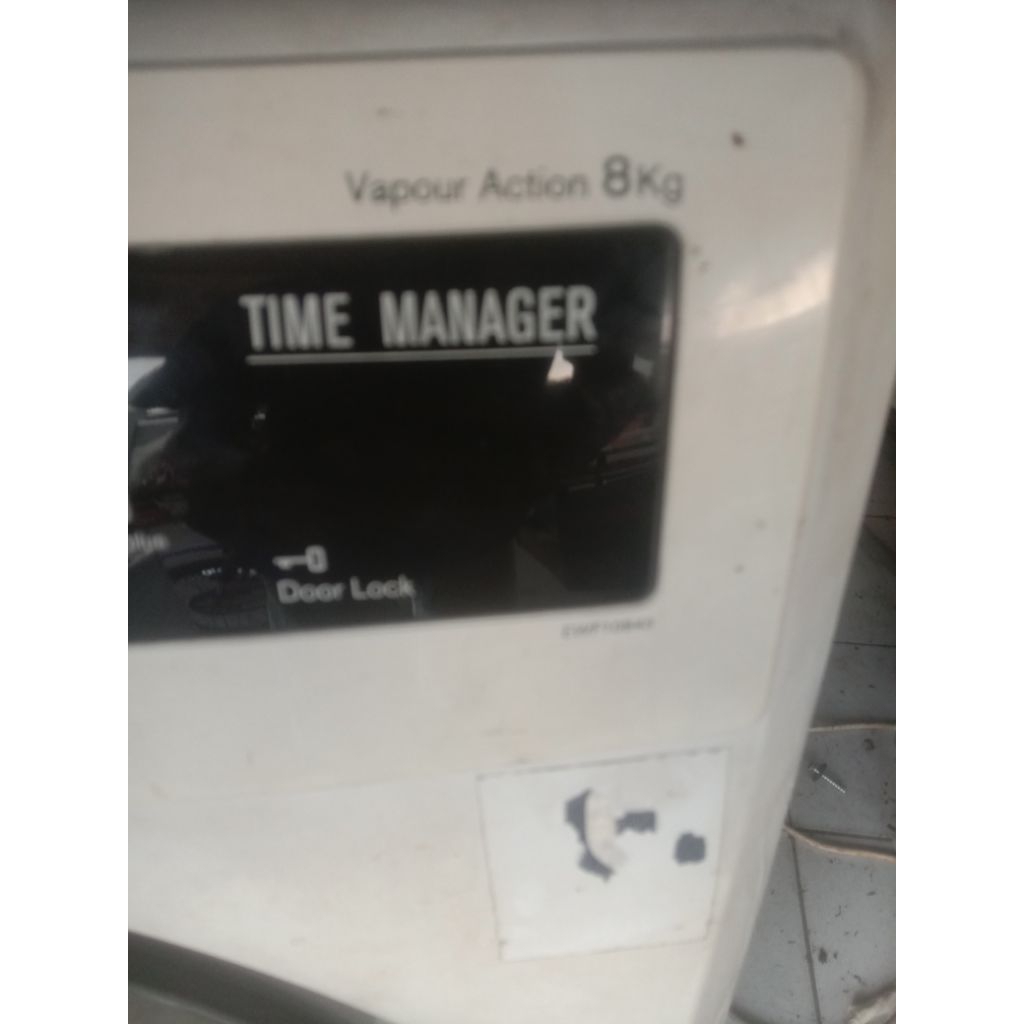 Vapour Action 8Kg
TIME MANAGER
Door Lock